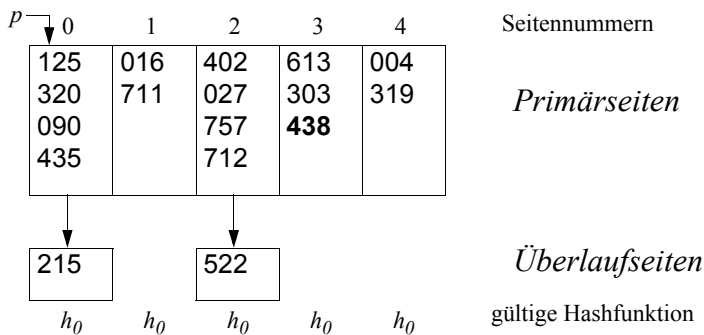 p 0 1 2 3 4 Seitennummern
125 016 402 613 004
320 711 027 303 319 Primärseiten
090 757 438
435 712
215 522 Überlaufseiten
h0 h0 h0 h0 h0 gültige Hashfunktion